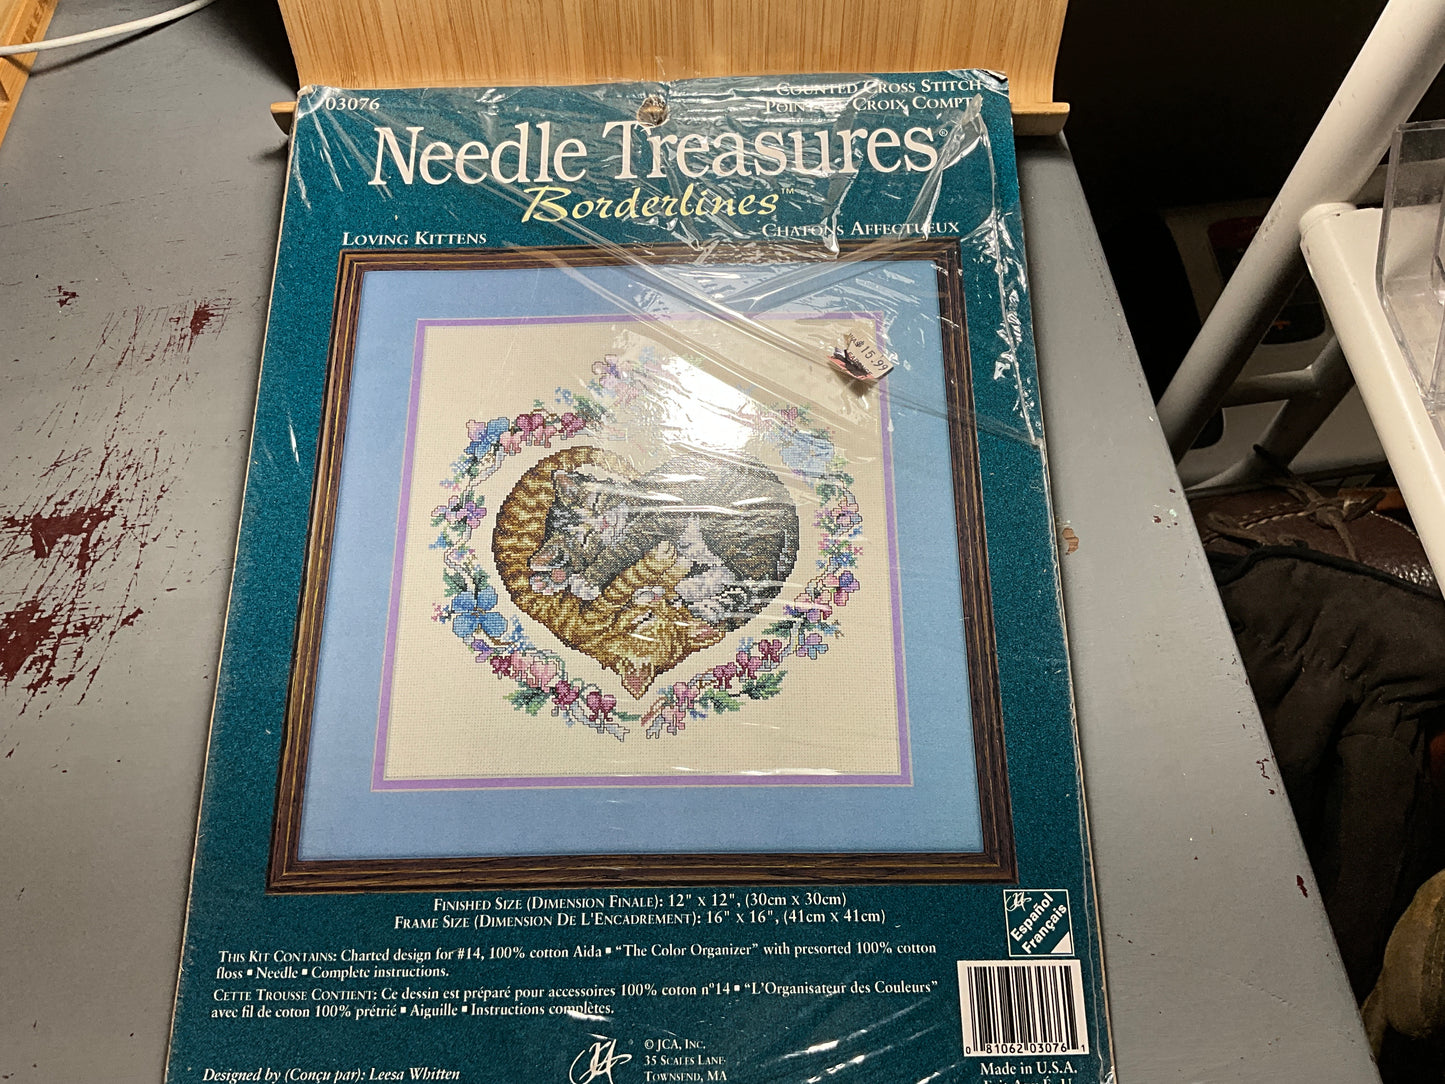 03076
COUNTED CROSS STITCH
POINT DE CROIX COMPT
Needle Treasures®
Borderlines™
LOVING KITTENS
CHATONS AFFECTUEUX
$15.99
FINISHED SIZE (DIMENSION FINALE): 12" x 12", (30cm x 30cm)
FRAME SIZE (DIMENSION DE L'ENCADREMENT): 16" x 16", (41cm x 41cm)
Español
Français
THIS KIT CONTAINS: Charted design for #14, 100% cotton Aida ▪ “The Color Organizer” with presorted 100% cotton
floss ▪ Needle ▪ Complete instructions.
CETTE TROUSSE CONTIENT: Ce dessin est préparé pour accessoires 100% coton nº14 ▪ “L'Organisateur des Couleurs”
avec fil de coton 100% prétrié ▪ Aiguille ▪ Instructions complètes.
0 81062 03076 1
Designed by (Conçu par): Leesa Whitten
© JCA, INC.
35 SCALES LANE
TOWNSEND, MA
Made in U.S.A.